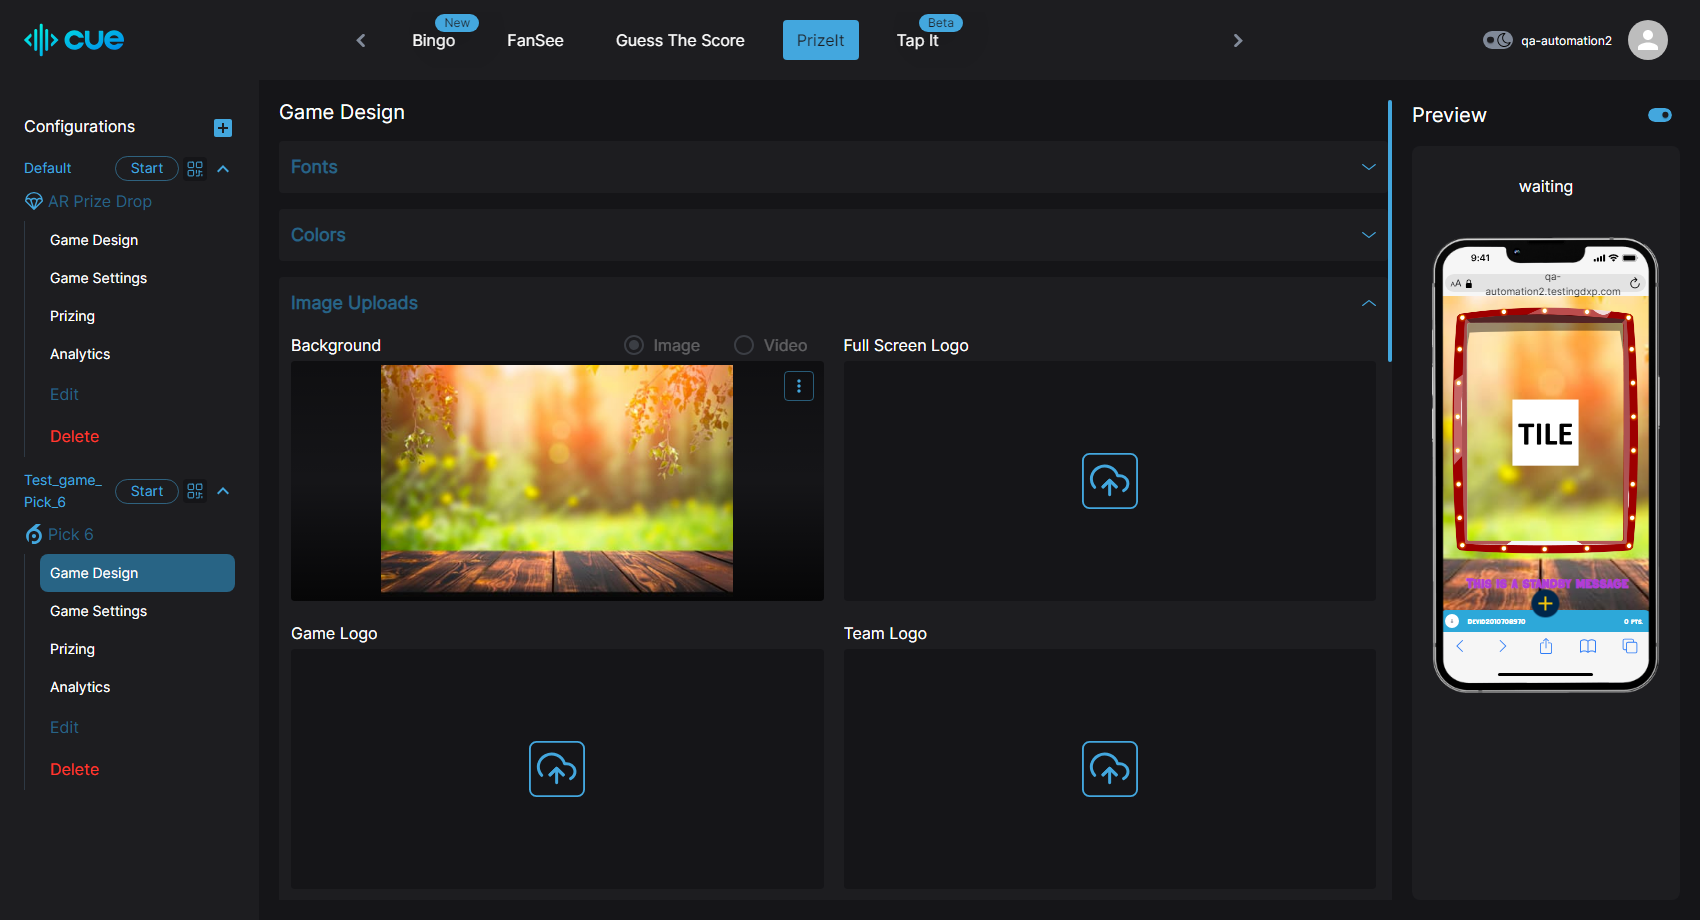 cue
Bingo
New
FanSee
Guess The Score
PrizeIt
Tap It
Beta
qa-automation2
Configurations
Default
Start
AR Prize Drop
Game Design
Game Settings
Prizing
Analytics
Edit
Delete
Test_game_
Pick_6
Start
Pick 6
Game Design
Game Settings
Prizing
Analytics
Edit
Delete
Game Design
Fonts
Colors
Image Uploads
Background
Image
Video
Full Screen Logo
Game Logo
Team Logo
Preview
waiting
9:41
AA
qa-
automation2.testingdxp.com
TILE
This is a standby message
0 Pts.